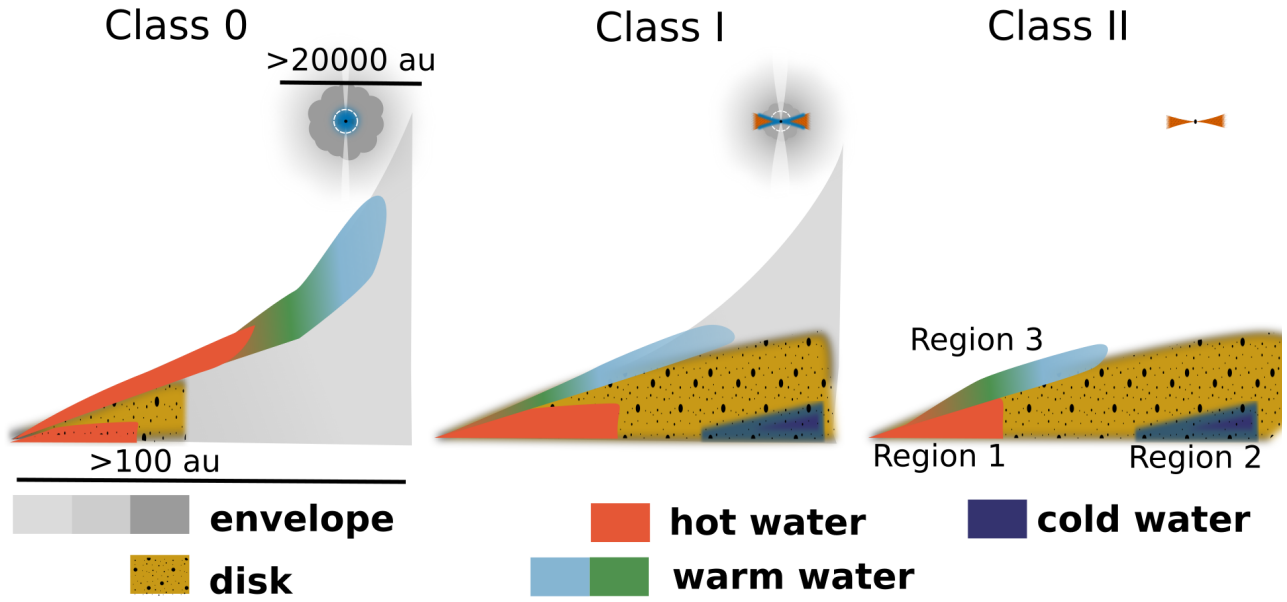 Class 0
Class I
Class II
>20000 au
Region 3
Region 1
Region 2
>100 au
envelope
hot water
cold water
disk
warm water